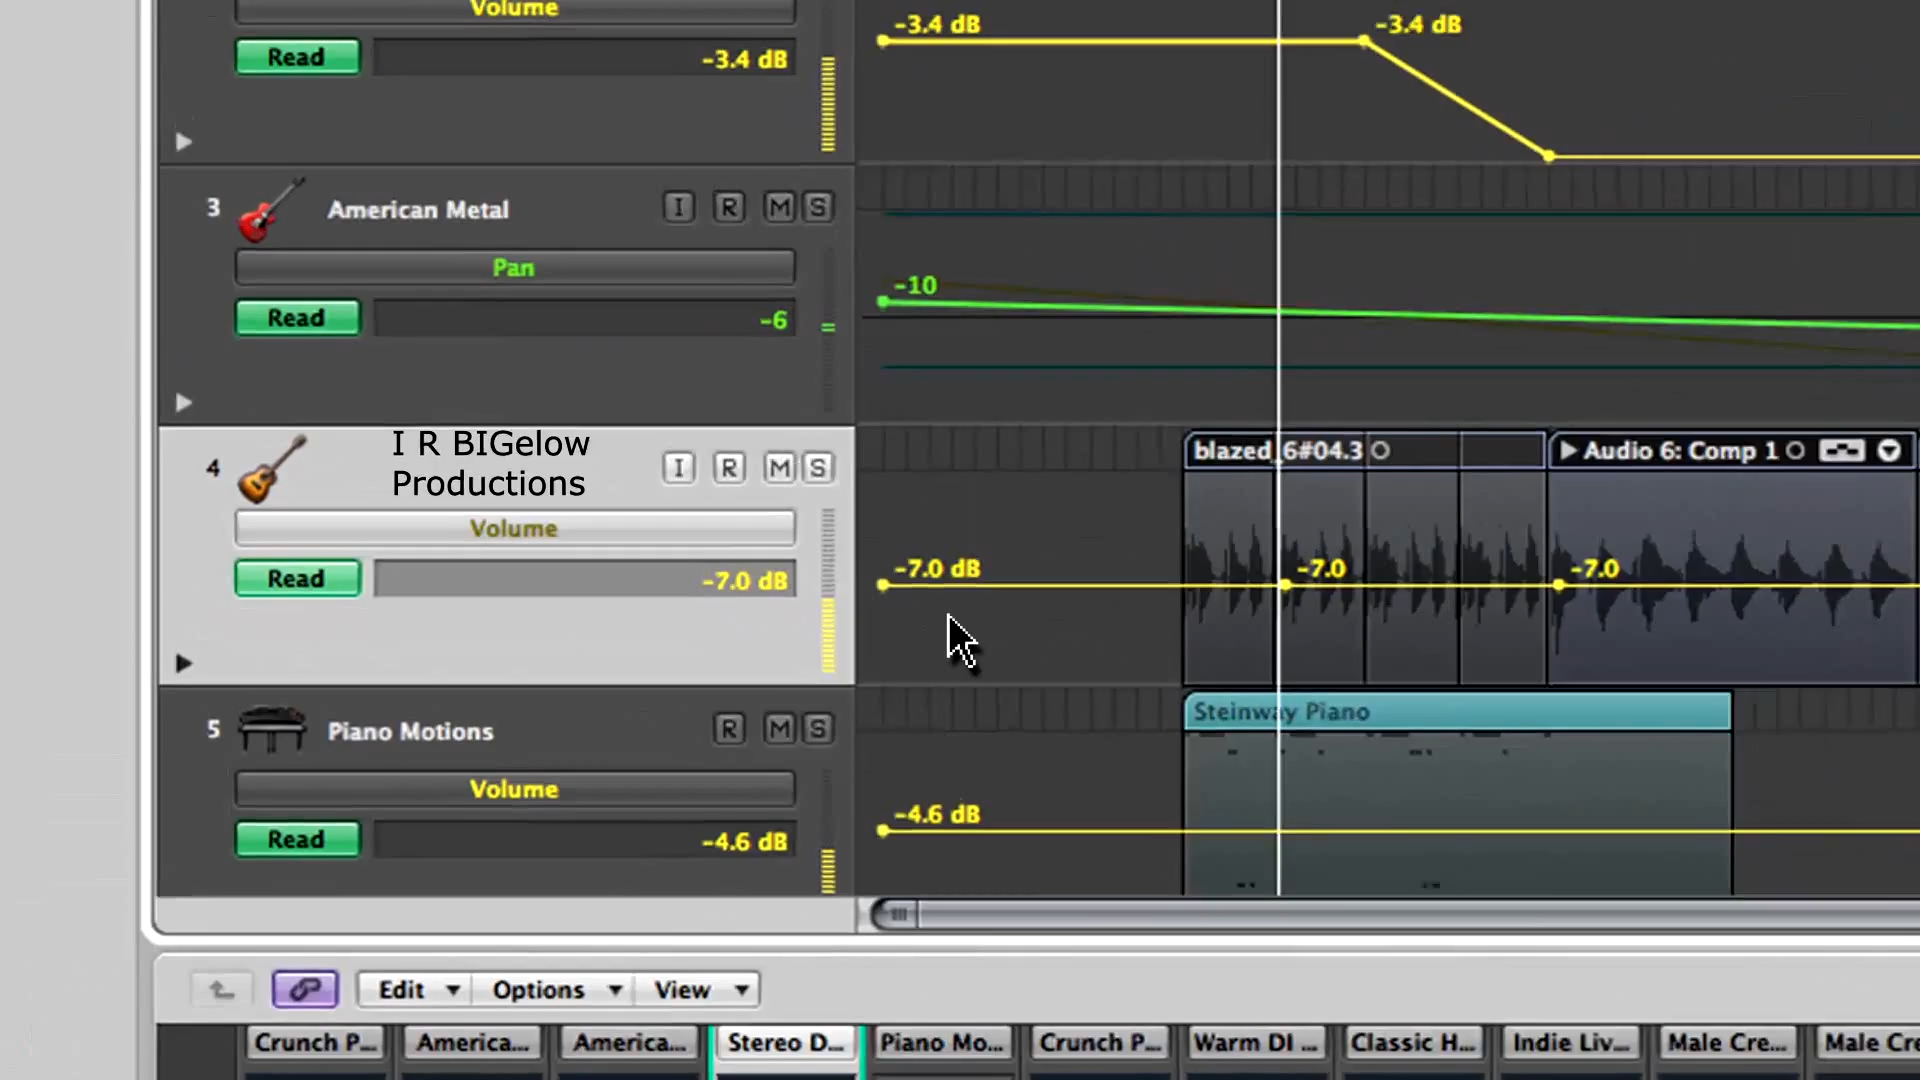 Volume
-3.4 dB
-3.4 dB
Read
-3.4 dB
3
American Metal
I R M S
Pan
-10
Read
-6
4
I R BIGelow
Productions
I R M S
blazed_6#04.3
Audio 6: Comp 1
Volume
-7.0 dB
-7.0
-7.0
Read
-7.0 dB
5
Piano Motions
R M S
Steinway Piano
Volume
-4.6 dB
Read
-4.6 dB
Edit Options View
Crunch P... America... America... Stereo D... Piano Mo... Crunch P... Warm DI ... Classic H... Indie Liv... Male Cre... Male Cre